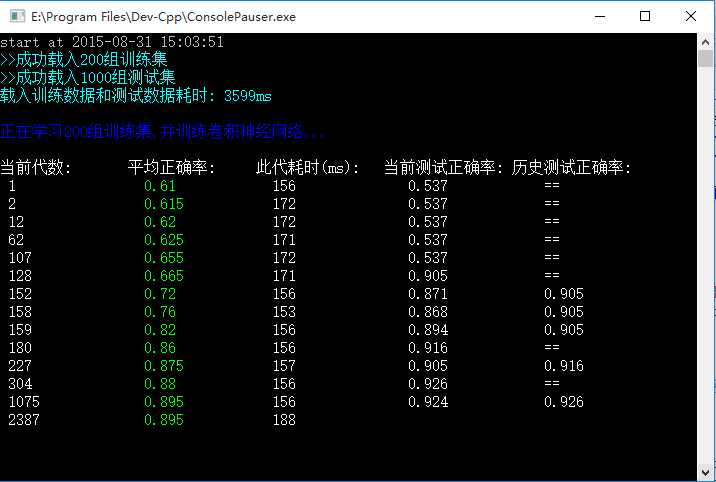 E:\Program Files\Dev-Cpp\ConsolePauser.exe
start at 2015-08-31 15:03:51
>>成功载入200组训练集
>>成功载入1000组测试集
载入训练数据和测试数据耗时: 3599ms
正在学习200组训练集,并训练卷积神经网络...
当前代数: 平均正确率: 此代耗时(ms): 当前测试正确率: 历史测试正确率:
1 0.61 156 0.537 ==
2 0.615 172 0.537 ==
12 0.62 172 0.537 ==
62 0.625 171 0.537 ==
107 0.655 172 0.537 ==
128 0.665 171 0.905 ==
152 0.72 156 0.871 0.905
158 0.76 153 0.868 0.905
159 0.82 156 0.894 0.905
180 0.86 156 0.916 ==
227 0.875 157 0.905 0.916
304 0.88 156 0.926 ==
1075 0.895 156 0.924 0.926
2387 0.895 188